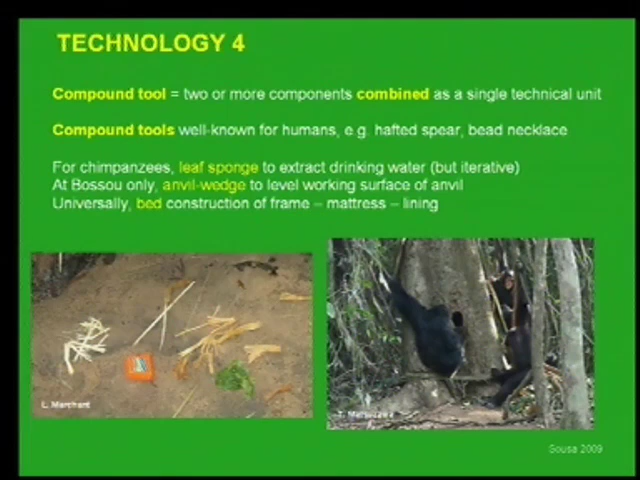 TECHNOLOGY 4
Compound tool = two or more components combined as a single technical unit
Compound tools well-known for humans, e.g. hafted spear, bead necklace
For chimpanzees, leaf sponge to extract drinking water (but iterative)
At Bossou only, anvil-wedge to level working surface of anvil
Universally, bed construction of frame – mattress – lining
L. Marchant
T. Matsuzawa
Sousa 2009